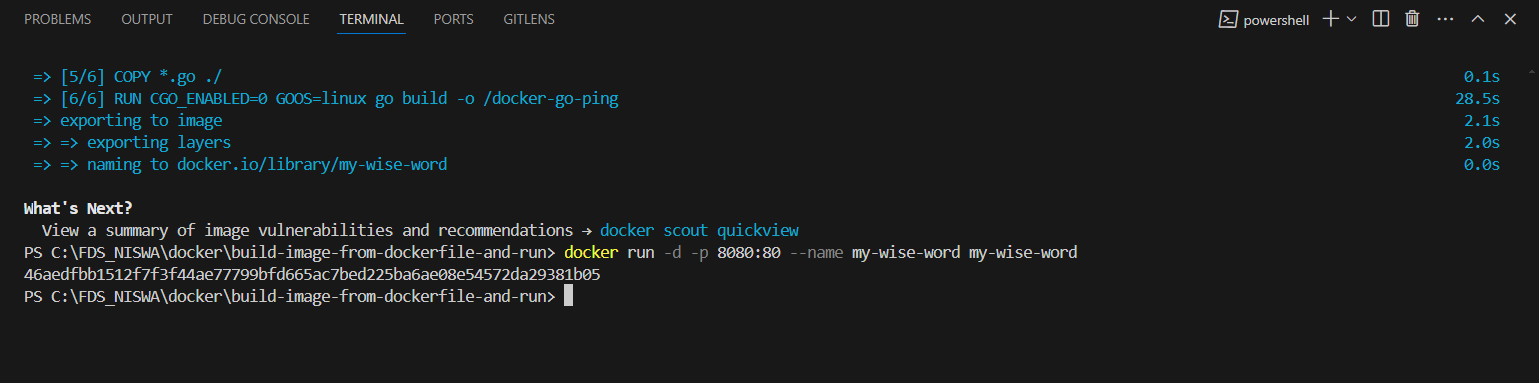 PROBLEMS OUTPUT DEBUG CONSOLE TERMINAL PORTS GITLENS powershell
=> [5/6] COPY *.go ./ 0.1s
=> [6/6] RUN CGO_ENABLED=0 GOOS=linux go build -o /docker-go-ping 28.5s
=> exporting to image 2.1s
=> => exporting layers 2.0s
=> => naming to docker.io/library/my-wise-word 0.0s
What's Next?
View a summary of image vulnerabilities and recommendations → docker scout quickview
PS C:\FDS_NISWA\docker\build-image-from-dockerfile-and-run> docker run -d -p 8080:80 --name my-wise-word my-wise-word
46aedfbb1512f7f3f44ae77799bfd665ac7bed225ba6ae08e54572da29381b05
PS C:\FDS_NISWA\docker\build-image-from-dockerfile-and-run>